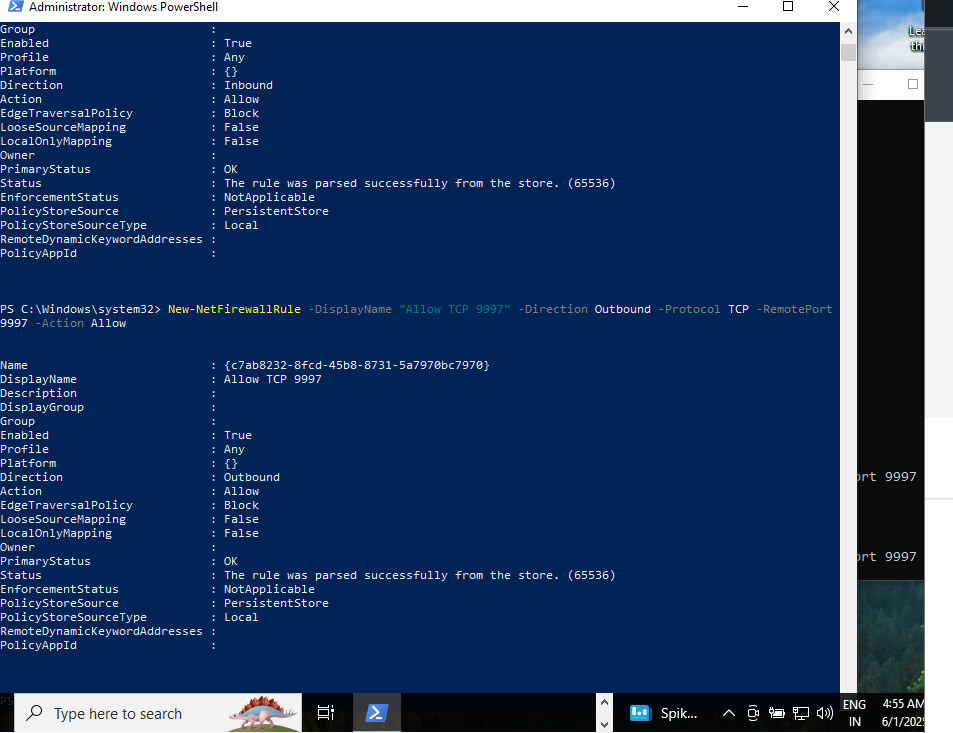 Administrator: Windows PowerShell
Group :
Enabled : True
Profile : Any
Platform : {}
Direction : Inbound
Action : Allow
EdgeTraversalPolicy : Block
LooseSourceMapping : False
LocalOnlyMapping : False
Owner :
PrimaryStatus : OK
Status : The rule was parsed successfully from the store. (65536)
EnforcementStatus : NotApplicable
PolicyStoreSource : PersistentStore
PolicyStoreSourceType : Local
RemoteDynamicKeywordAddresses :
PolicyAppId :
PS C:\Windows\system32> New-NetFirewallRule -DisplayName "Allow TCP 9997" -Direction Outbound -Protocol TCP -RemotePort
9997 -Action Allow
Name : {c7ab8232-8fcd-45b8-8731-5a7970bc7970}
DisplayName : Allow TCP 9997
Description :
DisplayGroup :
Group :
Enabled : True
Profile : Any
Platform : {}
Direction : Outbound
Action : Allow
EdgeTraversalPolicy : Block
LooseSourceMapping : False
LocalOnlyMapping : False
Owner :
PrimaryStatus : OK
Status : The rule was parsed successfully from the store. (65536)
EnforcementStatus : NotApplicable
PolicyStoreSource : PersistentStore
PolicyStoreSourceType : Local
RemoteDynamicKeywordAddresses :
PolicyAppId :
PS
Lea
th
ort 9997
ort 9997
Type here to search
Spik...
ENG
IN
4:55 AM
6/1/202